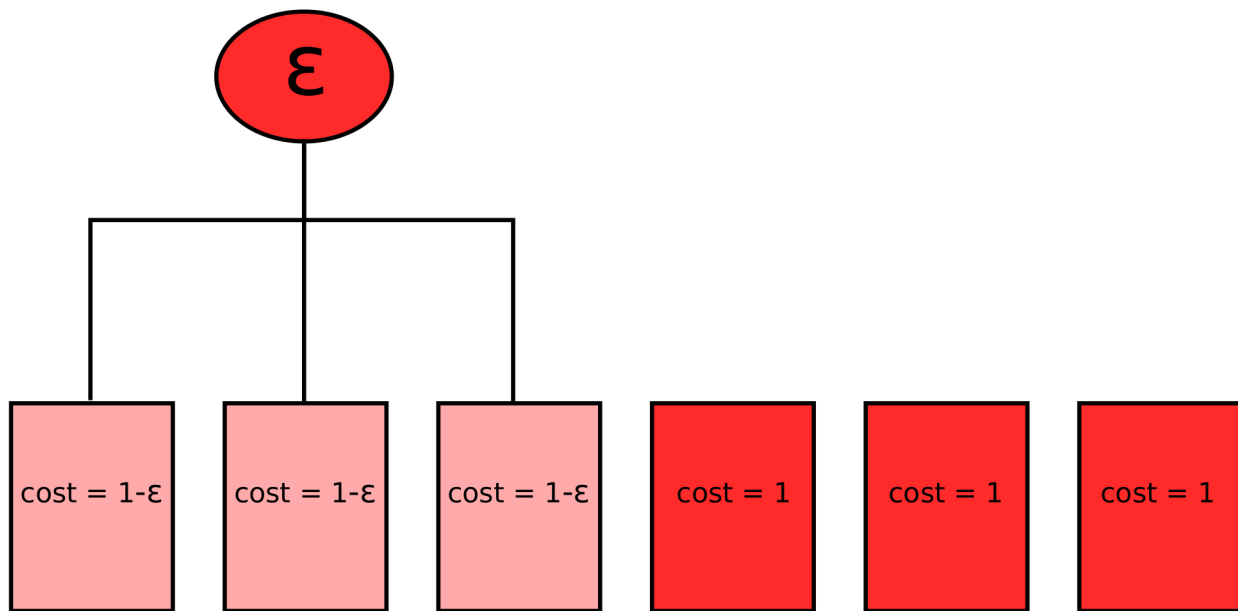 ε
cost = 1-ε
cost = 1-ε
cost = 1-ε
cost = 1
cost = 1
cost = 1